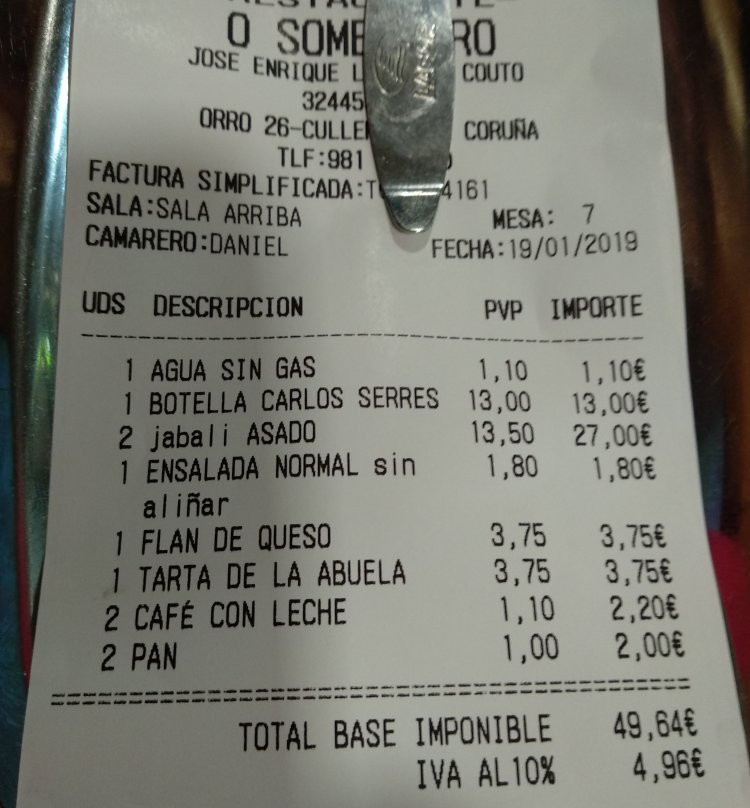 O SOME RO
JOSE ENRIQUE L COUTO
32445
ORRO 26-CULLE CORUÑA
TLF:981
FACTURA SIMPLIFICADA:T 4161
SALA:SALA ARRIBA MESA: 7
CAMARERO:DANIEL FECHA:19/01/2019
UDS DESCRIPCION PVP IMPORTE
1 AGUA SIN GAS 1,10 1,10€
1 BOTELLA CARLOS SERRES 13,00 13,00€
2 jabali ASADO 13,50 27,00€
1 ENSALADA NORMAL sin 1,80 1,80€
aliñar
1 FLAN DE QUESO 3,75 3,75€
1 TARTA DE LA ABUELA 3,75 3,75€
2 CAFÉ CON LECHE 1,10 2,20€
2 PAN 1,00 2,00€
TOTAL BASE IMPONIBLE 49,64€
IVA AL10% 4,96€